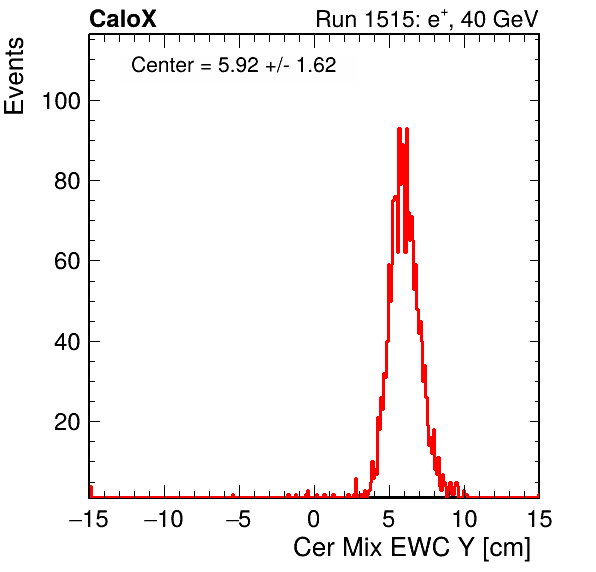 CaloX Run 1515: e⁺, 40 GeV
Events
Center = 5.92 +/- 1.62
100
80
60
40
20
−15 −10 −5 0 5 10 15
Cer Mix EWC Y [cm]